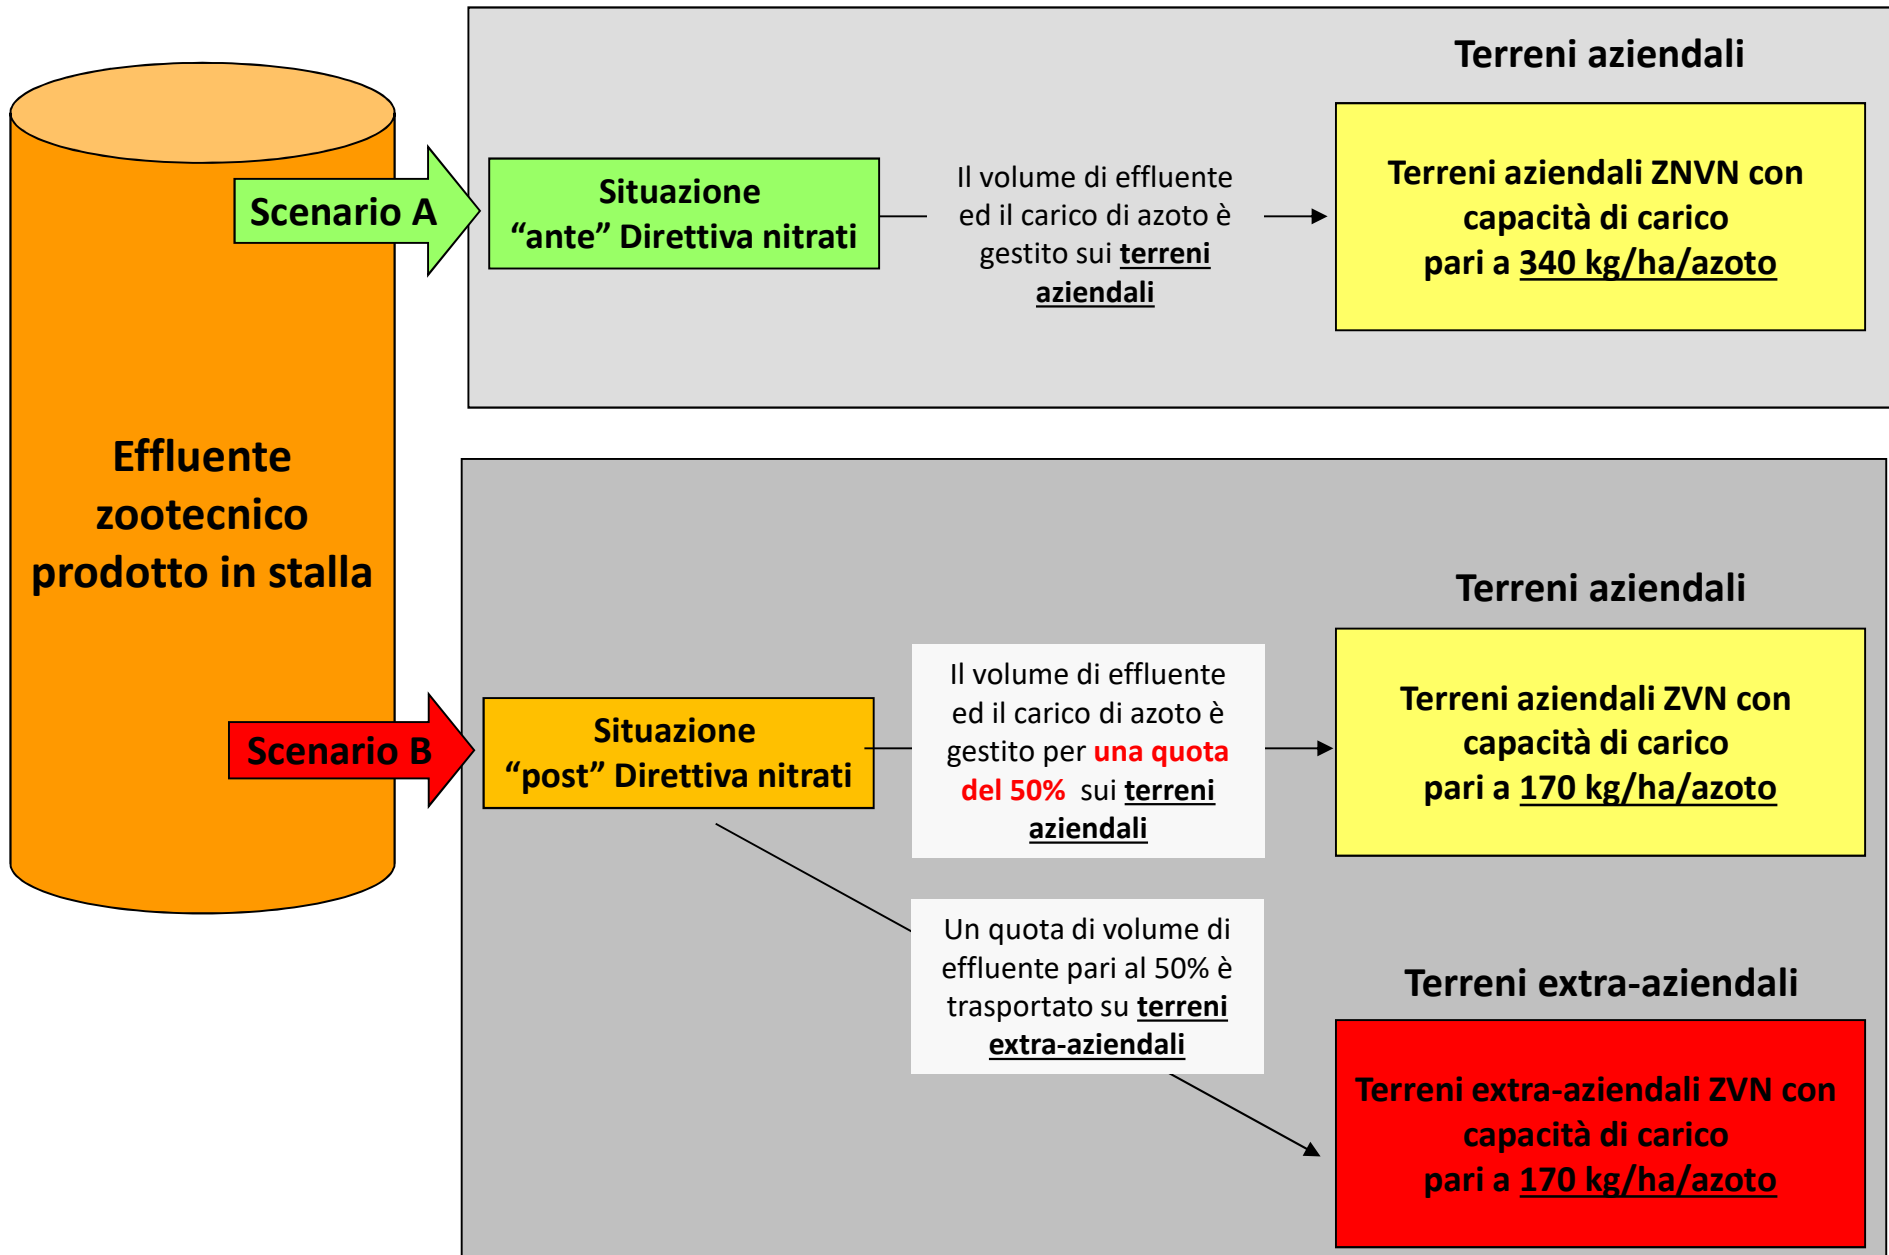 Effluente
zootecnico
prodotto in stalla
Scenario A
Situazione
“ante” Direttiva nitrati
Il volume di effluente
ed il carico di azoto è
gestito sui terreni
aziendali
Terreni aziendali
Terreni aziendali ZNVN con
capacità di carico
pari a 340 kg/ha/azoto
Scenario B
Situazione
“post” Direttiva nitrati
Il volume di effluente
ed il carico di azoto è
gestito per una quota
del 50% sui terreni
aziendali
Terreni aziendali
Terreni aziendali ZVN con
capacità di carico
pari a 170 kg/ha/azoto
Un quota di volume di
effluente pari al 50% è
trasportato su terreni
extra-aziendali
Terreni extra-aziendali
Terreni extra-aziendali ZVN con
capacità di carico
pari a 170 kg/ha/azoto